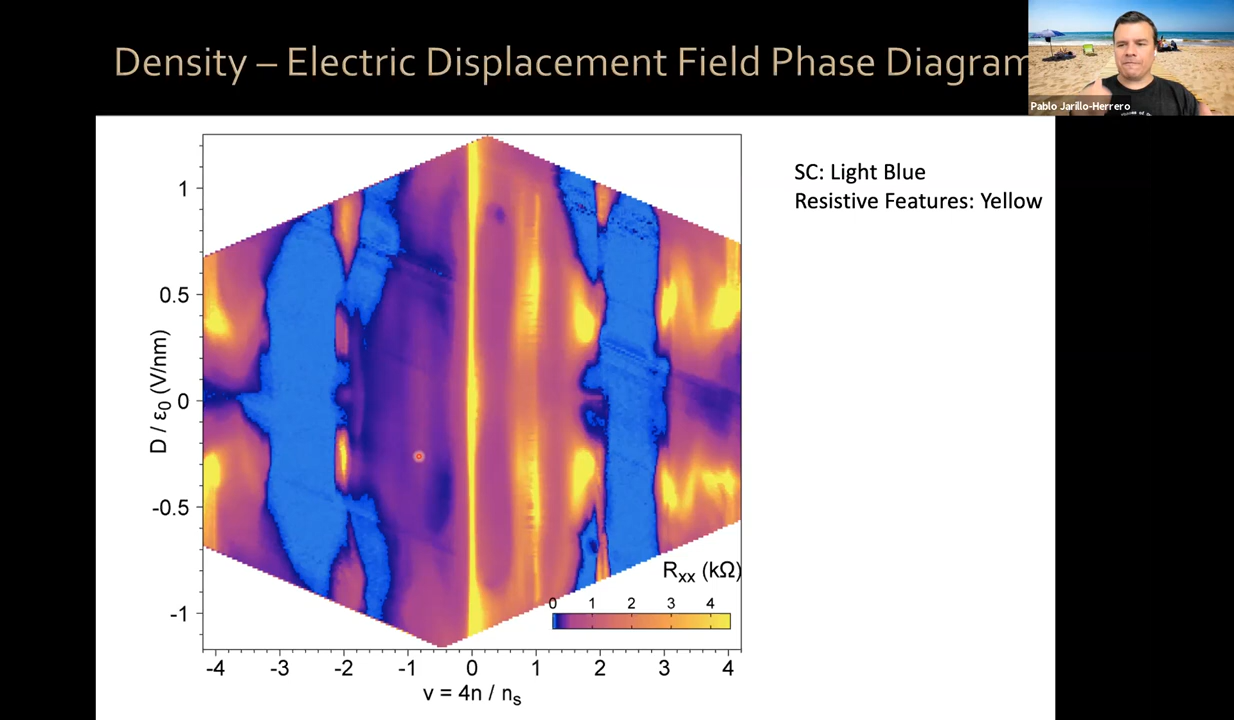 Density – Electric Displacement Field Phase Diagram
Pablo Jarillo-Herrero
SC: Light Blue
Resistive Features: Yellow
1
0.5
0
-0.5
-1
D / ε₀ (V/nm)
Rₓₓ (kΩ)
0 1 2 3 4
-4 -3 -2 -1 0 1 2 3 4
ν = 4n / nₛ